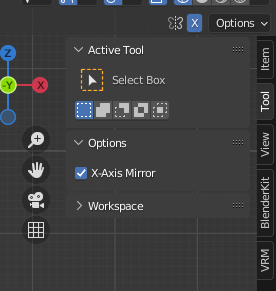 X
Options
Z
-Y
X
Active Tool
Select Box
Options
X-Axis Mirror
Workspace
Item
Tool
View
BlenderKit
VRM